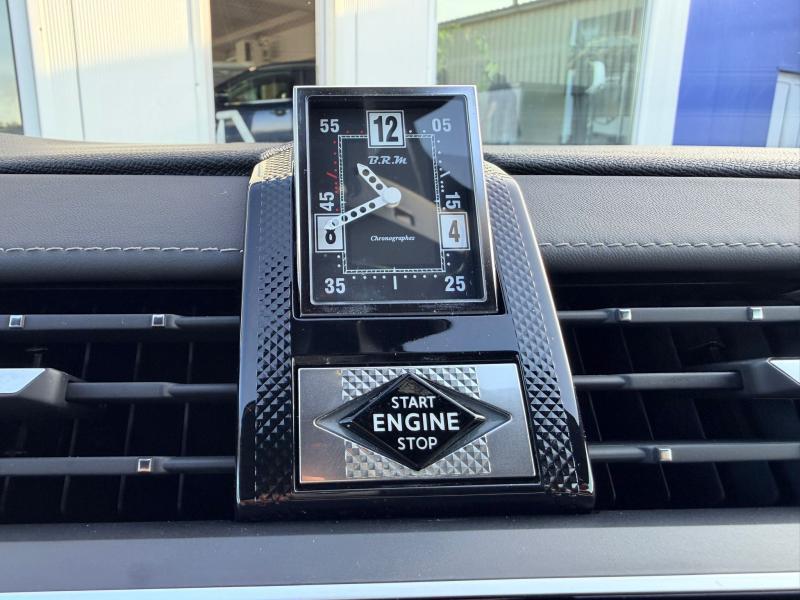 55 12 05
B.R.M
45 15
8 4
Chronographes
35 25
START
ENGINE
STOP